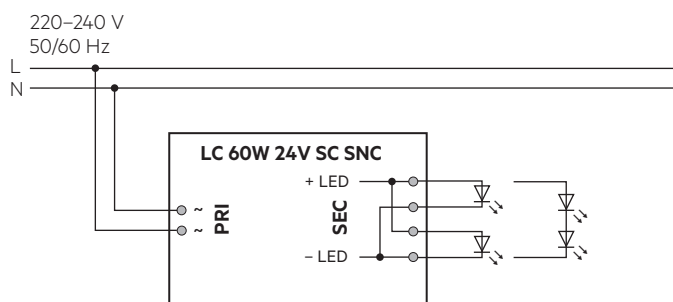 220–240 V
50/60 Hz
L
N
LC 60W 24V SC SNC
+ LED
~
PRI
~
SEC
– LED